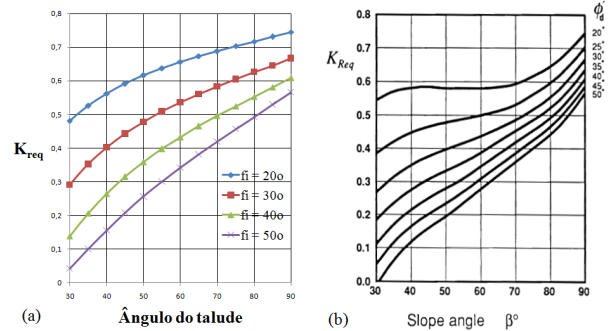 0,8
0,7
0,6
0,5
0,4
0,3
0,2
0,1
0
K req
30 40 50 60 70 80 90
fi = 20o
fi = 30o
fi = 40o
fi = 50o
(a) Ângulo do talude
0.8
0.7
0.6
0.5
0.4
0.3
0.2
0.1
0.0
K Req
30 40 50 60 70 80 90
ϕ'd
20°
25°
30°
35°
40°
45°
50°
(b) Slope angle β°